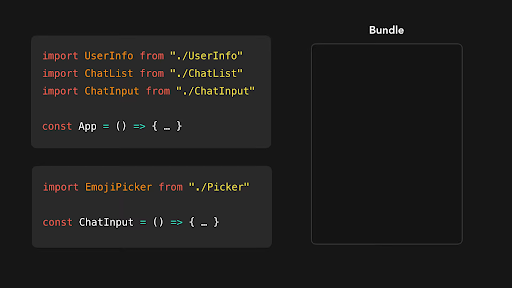 Bundle
import UserInfo from "./UserInfo"
import ChatList from "./ChatList"
import ChatInput from "./ChatInput"
const App = () => { … }
import EmojiPicker from "./Picker"
const ChatInput = () => { … }